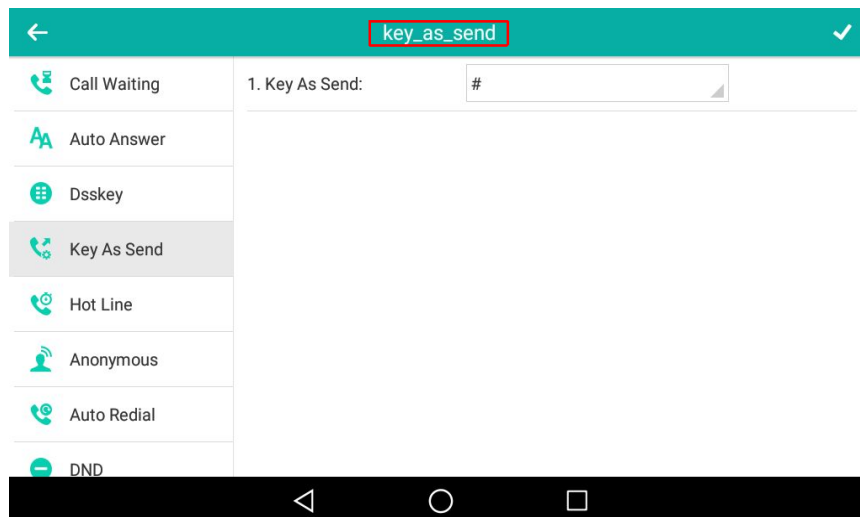 key_as_send
Call Waiting
1. Key As Send: #
AA Auto Answer
Dsskey
Key As Send
Hot Line
Anonymous
Auto Redial
DND